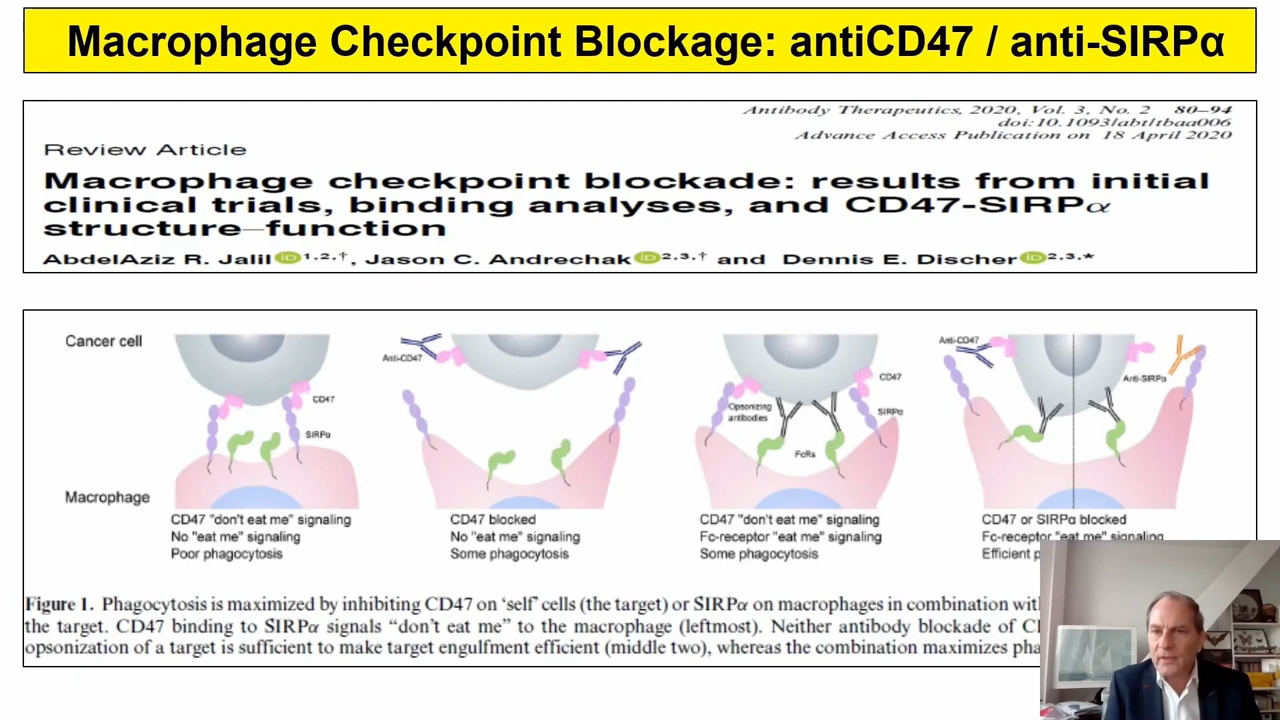 Macrophage Checkpoint Blockage: antiCD47 / anti-SIRPα
Antibody Therapeutics, 2020, Vol. 3, No. 2 80–94
doi:10.1093/abt/tbaa006
Advance Access Publication on 18 April 2020
Review Article
Macrophage checkpoint blockade: results from initial
clinical trials, binding analyses, and CD47-SIRPα
structure–function
AbdelAziz R. Jalil iD 1,2,†, Jason C. Andrechak iD 2,3,† and Dennis E. Discher iD 2,3,*
Cancer cell
Macrophage
CD47
SIRPα
CD47 "don't eat me" signaling
No "eat me" signaling
Poor phagocytosis
Anti-CD47
CD47 blocked
No "eat me" signaling
Some phagocytosis
CD47
Opsonizing
antibodies
SIRPα
FcRs
CD47 "don't eat me" signaling
Fc-receptor "eat me" signaling
Some phagocytosis
Anti-CD47
Anti-SIRPα
CD47 or SIRPα blocked
Fc-receptor "eat me" signaling
Efficient
Figure 1. Phagocytosis is maximized by inhibiting CD47 on 'self' cells (the target) or SIRPα on macrophages in combination
the target. CD47 binding to SIRPα signals “don't eat me” to the macrophage (leftmost). Neither antibody blockade of
opsonization of a target is sufficient to make target engulfment efficient (middle two), whereas the combination maximizes